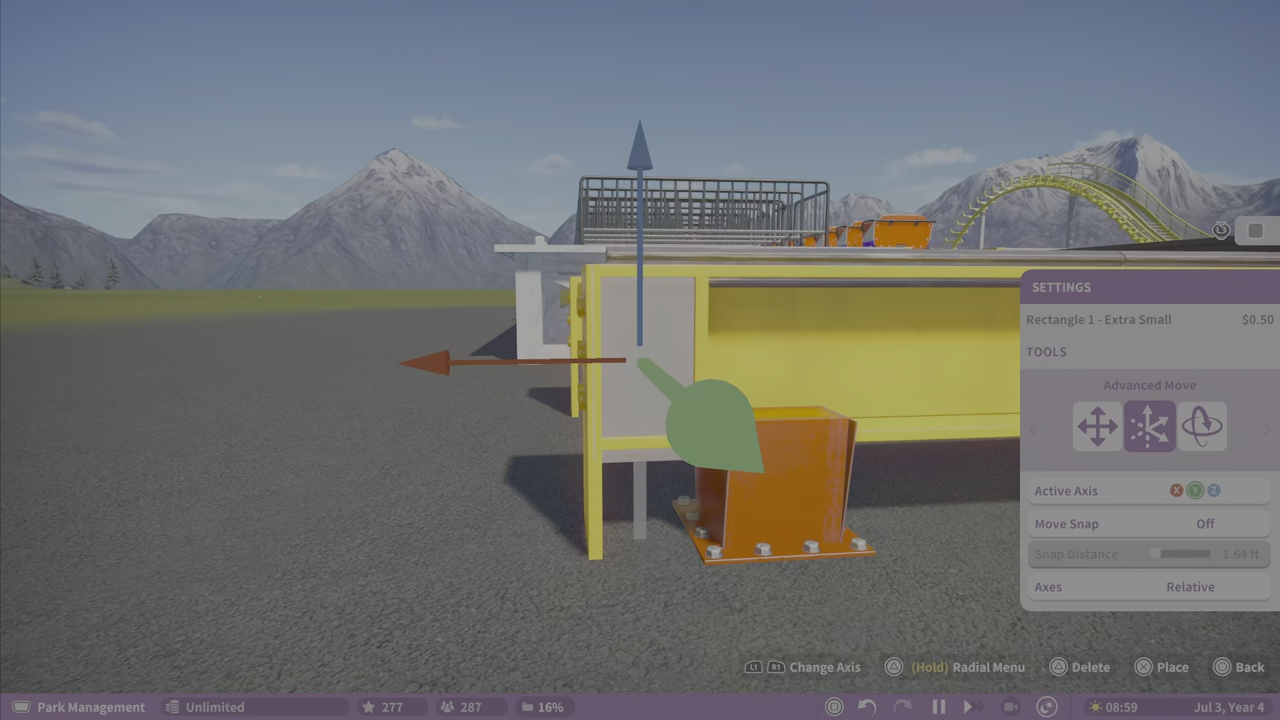 SETTINGS
Rectangle 1 - Extra Small $0.50
TOOLS
Advanced Move
Active Axis X Y Z
Move Snap Off
Snap Distance 1.64 ft
Axes Relative
L1 R1 Change Axis (Hold) Radial Menu Delete Place Back
Park Management Unlimited 277 287 16% 08:59 Jul 3, Year 4